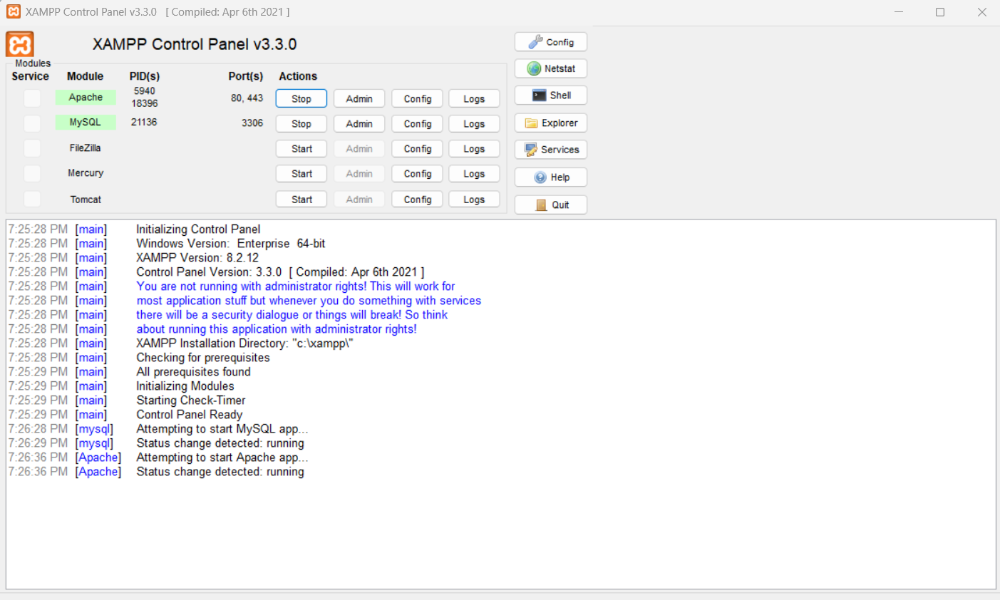 XAMPP Control Panel v3.3.0   [ Compiled: Apr 6th 2021 ]
XAMPP Control Panel v3.3.0
Config
Modules
Service Module PID(s) Port(s) Actions
Netstat
Apache 5940 18396 80, 443 Stop Admin Config Logs
Shell
MySQL 21136 3306 Stop Admin Config Logs
Explorer
FileZilla Start Admin Config Logs
Services
Mercury Start Admin Config Logs
Help
Tomcat Start Admin Config Logs
Quit
7:25:28 PM [main] Initializing Control Panel
7:25:28 PM [main] Windows Version:  Enterprise  64-bit
7:25:28 PM [main] XAMPP Version: 8.2.12
7:25:28 PM [main] Control Panel Version: 3.3.0  [ Compiled: Apr 6th 2021 ]
7:25:28 PM [main] You are not running with administrator rights! This will work for
7:25:28 PM [main] most application stuff but whenever you do something with services
7:25:28 PM [main] there will be a security dialogue or things will break! So think
7:25:28 PM [main] about running this application with administrator rights!
7:25:28 PM [main] XAMPP Installation Directory: "c:\xampp\"
7:25:28 PM [main] Checking for prerequisites
7:25:29 PM [main] All prerequisites found
7:25:29 PM [main] Initializing Modules
7:25:29 PM [main] Starting Check-Timer
7:25:29 PM [main] Control Panel Ready
7:26:28 PM [mysql] Attempting to start MySQL app...
7:26:29 PM [mysql] Status change detected: running
7:26:36 PM [Apache] Attempting to start Apache app...
7:26:36 PM [Apache] Status change detected: running